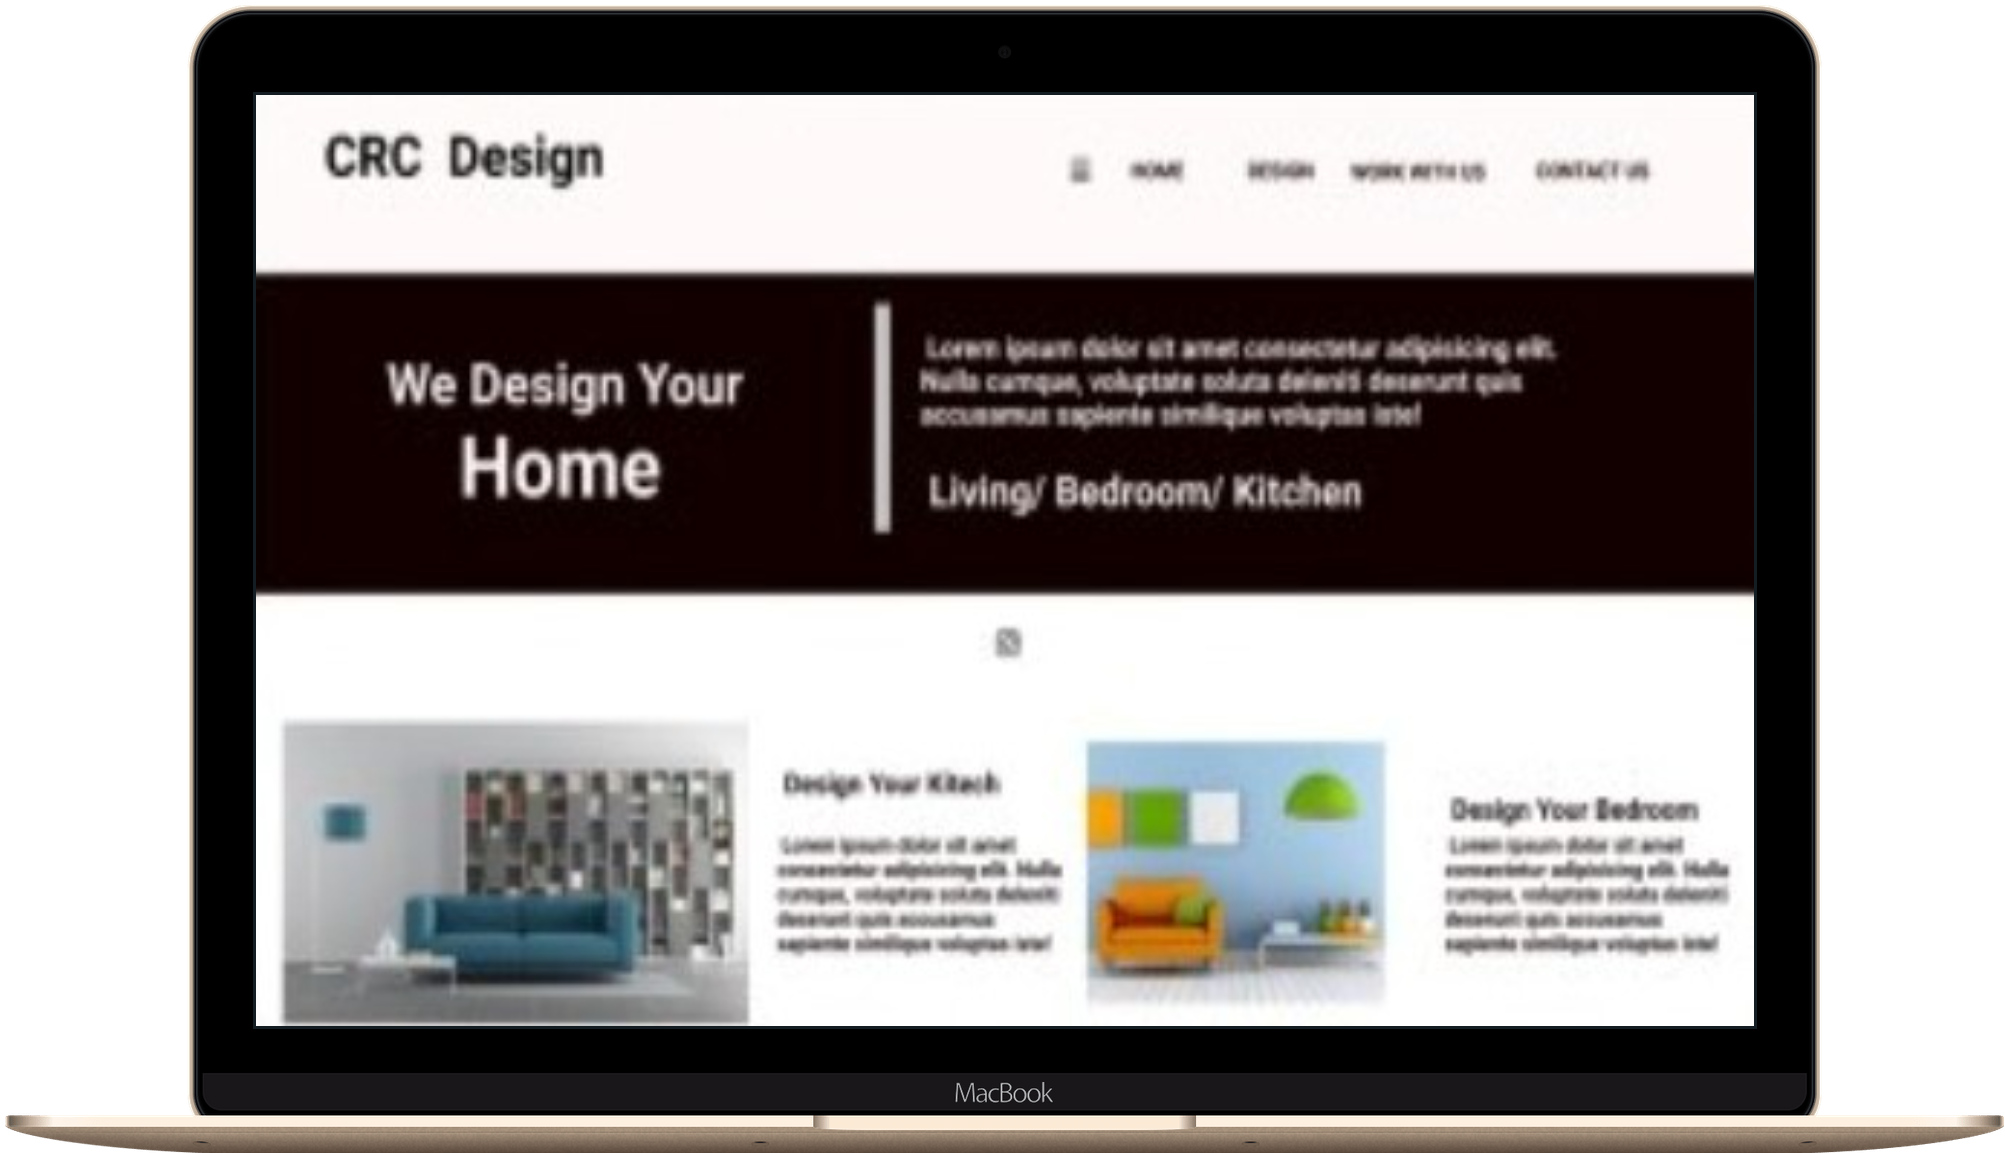 CRC Design
HOME DESIGN WORK WITH US CONTACT US
We Design Your
Home
Lorem ipsum dolor sit amet consectetur adipisicing elit.
Nulla cumque, voluptate soluta deleniti deserunt quis
accusamus sapiente similique voluptas iste!
Living/ Bedroom/ Kitchen
Design Your Kitech
Lorem ipsum dolor sit amet
consectetur adipisicing elit. Nulla
cumque, voluptate soluta deleniti
deserunt quis accusamus
sapiente similique voluptas iste!
Design Your Bedroom
Lorem ipsum dolor sit amet
consectetur adipisicing elit. Nulla
cumque, voluptate soluta deleniti
deserunt quis accusamus
sapiente similique voluptas iste!
MacBook